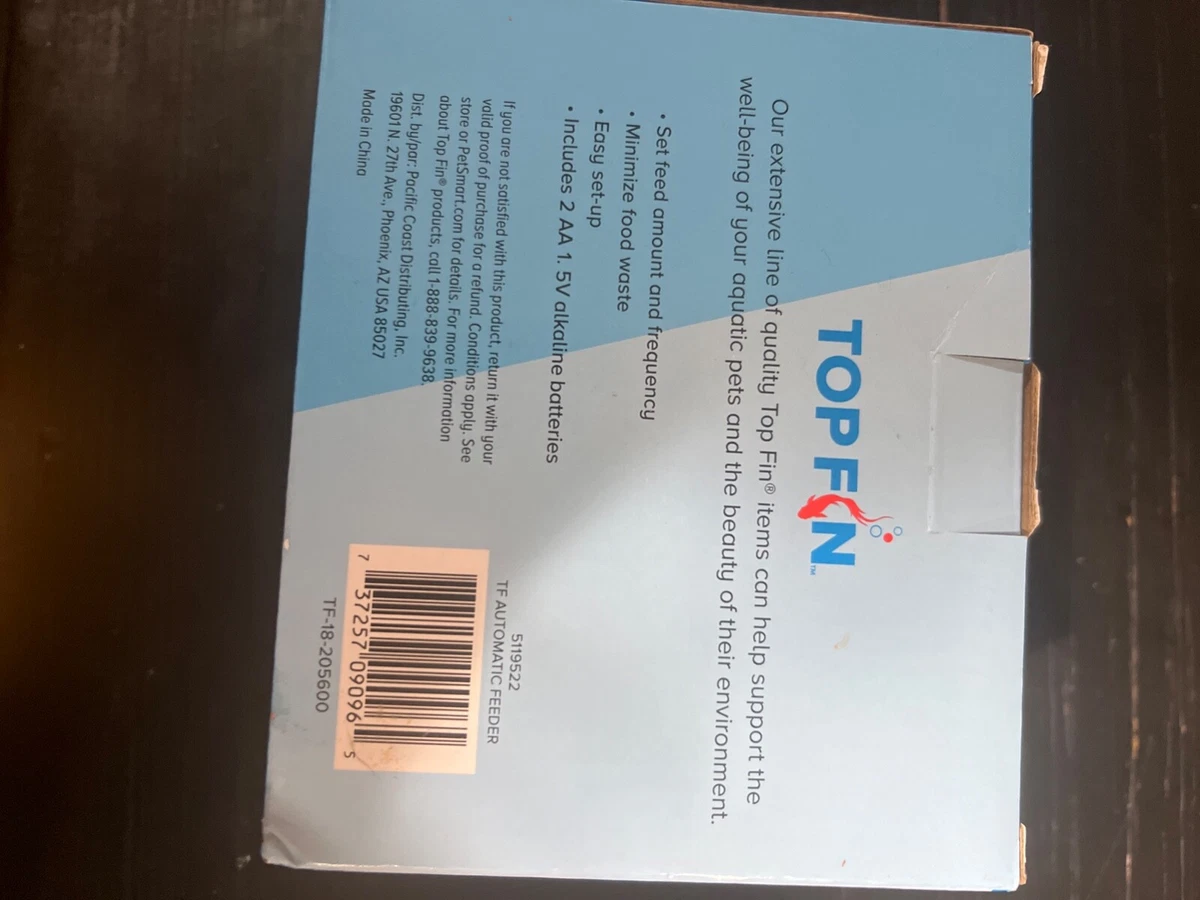 TOP FIN™
Our extensive line of quality Top Fin® items can help support the
well-being of your aquatic pets and the beauty of their environment.
• Set feed amount and frequency
• Minimize food waste
• Easy set-up
• Includes 2 AA 1. 5V alkaline batteries
If you are not satisfied with this product, return it with your
valid proof of purchase for a refund. Conditions apply. See
store or PetSmart.com for details. For more information
about Top Fin® products, call 1-888-839-9638.
Dist. by/par: Pacific Coast Distributing, Inc.
19601 N. 27th Ave., Phoenix, AZ USA 85027
Made in China
5119522
TF AUTOMATIC FEEDER
7 37257 09096 5
TF-18-205600